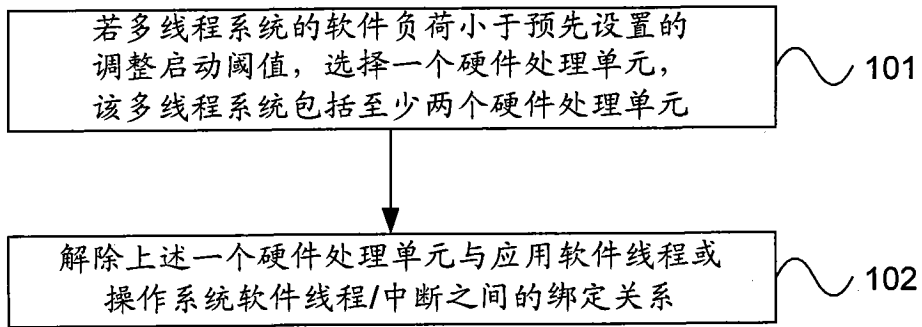 若多线程系统的软件负荷小于预先设置的
调整启动阈值，选择一个硬件处理单元，
该多线程系统包括至少两个硬件处理单元
101
解除上述一个硬件处理单元与应用软件线程或
操作系统软件线程/中断之间的绑定关系
102